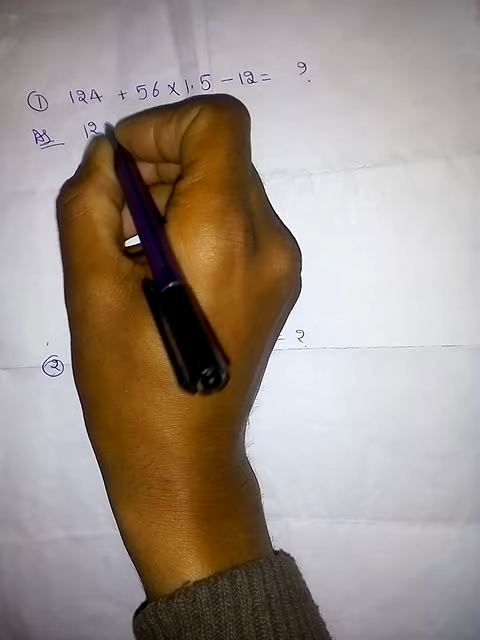 ① 124 + 56 × 1.5 - 12 = ?
As 12
② = ?